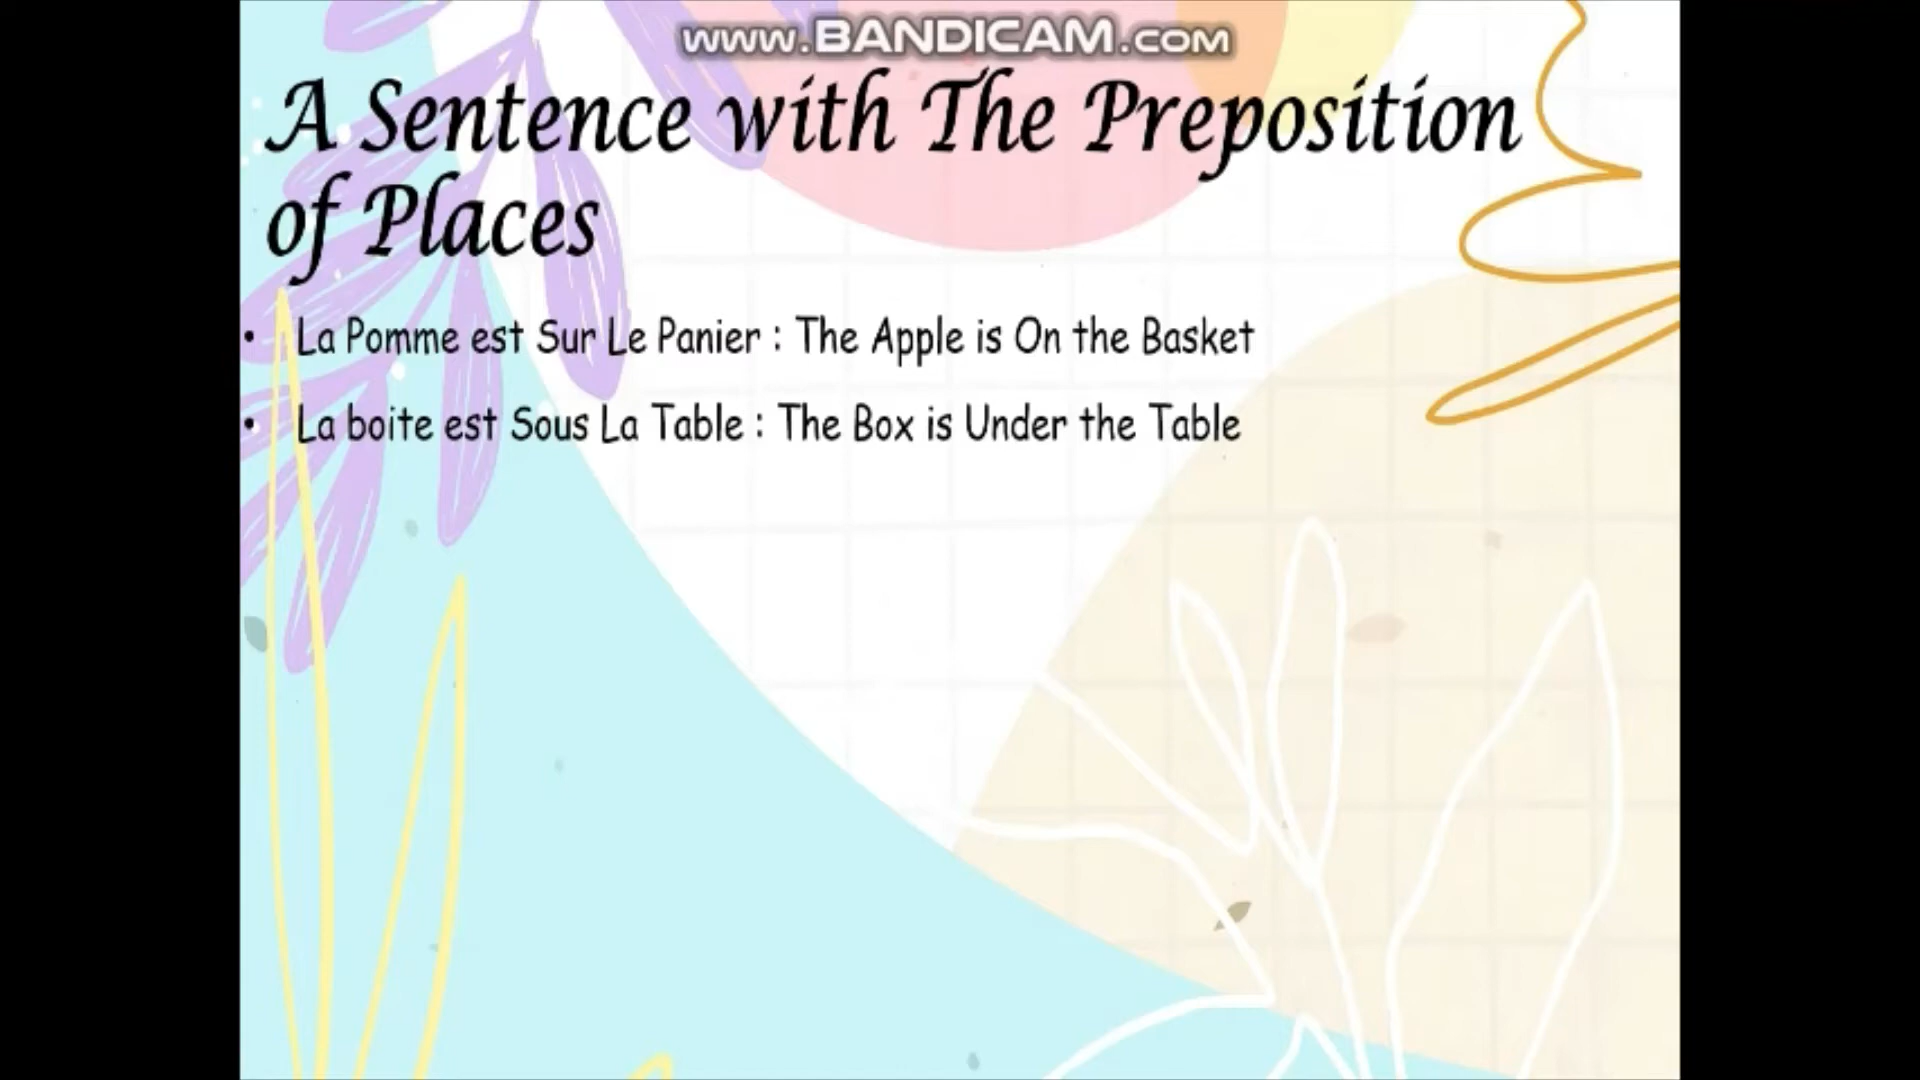 www.BANDICAM.com
A Sentence with The Preposition
of Places
• La Pomme est Sur Le Panier : The Apple is On the Basket
• La boite est Sous La Table : The Box is Under the Table